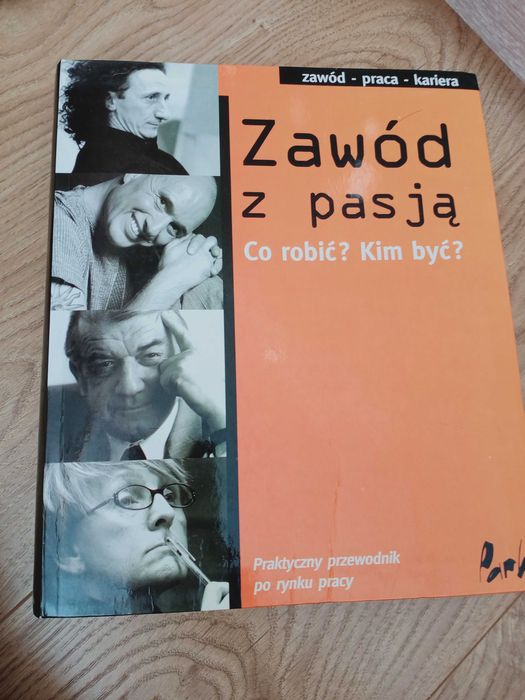 zawód - praca - kariera
Zawód
z pasją
Co robić? Kim być?
Praktyczny przewodnik
po rynku pracy